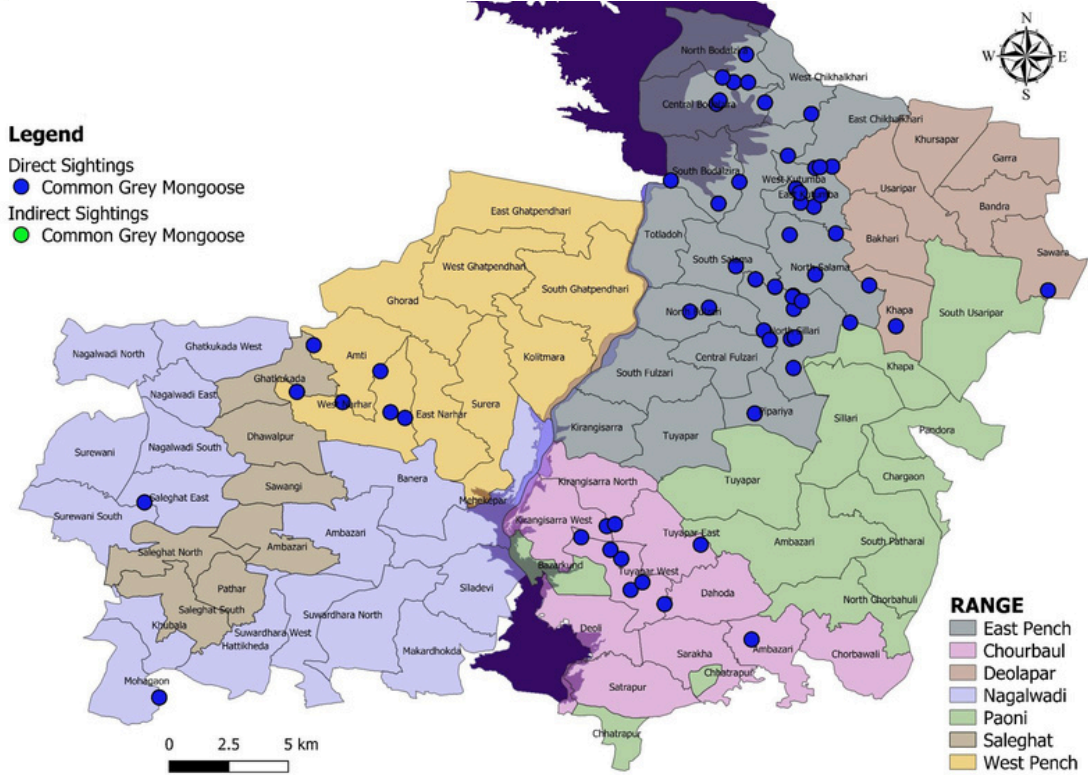 N
W
E
S
Legend
Direct Sightings
Common Grey Mongoose
Indirect Sightings
Common Grey Mongoose
North Bodalzira
West Chikhalkhari
Central Bodalzira
East Chikhalkhari
Khursapar
Garra
South Bodalzira
West Kutumba
East Kutumba
Usaripar
Bandra
East Ghatpendhari
Totladoh
Bakhari
Sawara
West Ghatpendhari
South Salama
North Salama
South Ghatpendhari
Ghorad
North Fulzari
Khapa
South Usaripar
North Sillari
Nagalwadi North
Ghatkukada West
Amti
Kolitmara
Central Fulzari
Khapa
Ghatkukada
South Fulzari
Nagalwadi East
West Narhar
East Narhar
Surera
Pipariya
Sillari
Kirangisarra
Tuyapar
Pandora
Dhawalpur
Surewani
Nagalwadi South
Banera
Chargaon
Tuyapar
Sawangi
Kirangisarra North
Saleghat East
Mehekepar
Surewani South
Kirangisarra West
Ambazari
Tuyapar East
Ambazari
South Patharai
Saleghat North
Ambazari
Bazarkund
Tuyapar West
Pathar
Siladevi
Dahoda
North Chorbahuli
Saleghat South
Suwardhara North
Khubala
Suwardhara West
Deoli
Hattikheda
Makardhokda
Sarakha
Ambazari
Chorbawali
Chhatrapur
Mohagaon
Satrapur
Chhatrapur
0
2.5
5 km
RANGE
East Pench
Chourbaul
Deolapar
Nagalwadi
Paoni
Saleghat
West Pench